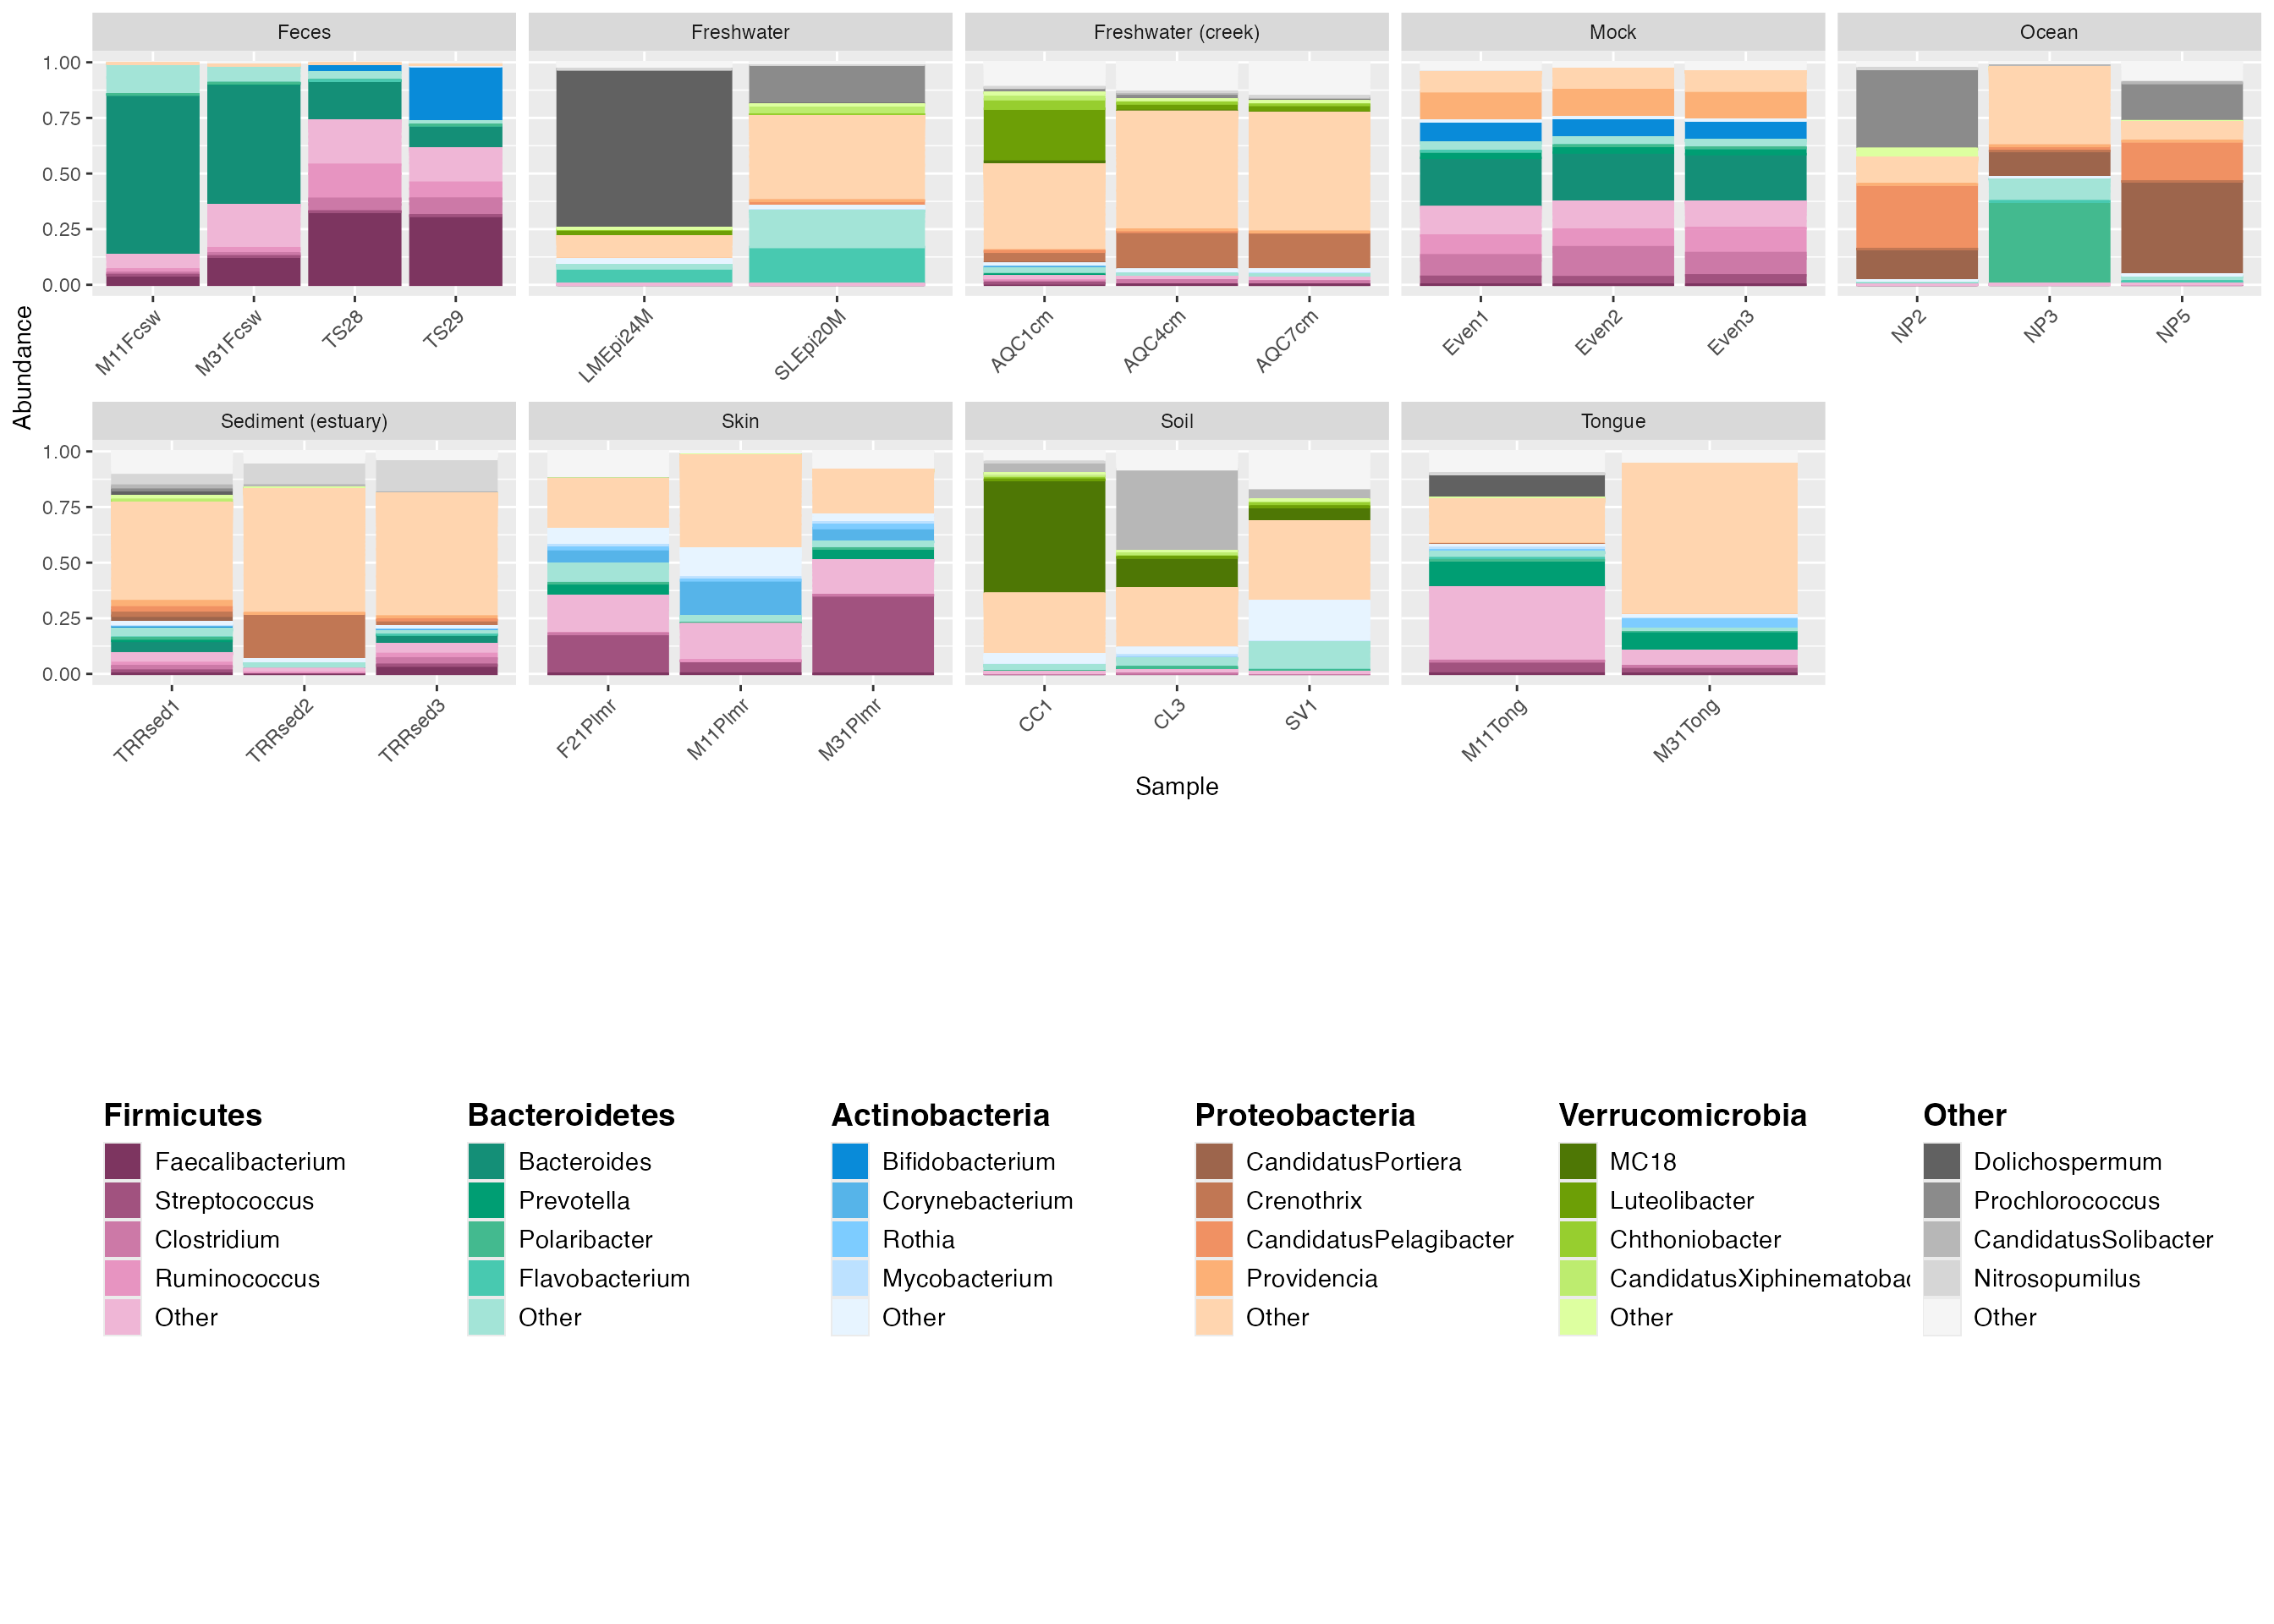 Feces
Freshwater
Freshwater (creek)
Mock
Ocean
1.00
0.75
0.50
0.25
0.00
M11Fcsw
M31Fcsw
TS28
TS29
LMEpi24M
SLEpi20M
AQC1cm
AQC4cm
AQC7cm
Even1
Even2
Even3
NP2
NP3
NP5
Abundance
Sediment (estuary)
Skin
Soil
Tongue
1.00
0.75
0.50
0.25
0.00
TRRsed1
TRRsed2
TRRsed3
F21Plmr
M11Plmr
M31Plmr
CC1
CL3
SV1
M11Tong
M31Tong
Sample
Firmicutes
Faecalibacterium
Streptococcus
Clostridium
Ruminococcus
Other
Bacteroidetes
Bacteroides
Prevotella
Polaribacter
Flavobacterium
Other
Actinobacteria
Bifidobacterium
Corynebacterium
Rothia
Mycobacterium
Other
Proteobacteria
CandidatusPortiera
Crenothrix
CandidatusPelagibacter
Providencia
Other
Verrucomicrobia
MC18
Luteolibacter
Chthoniobacter
CandidatusXiphinematobac
Other
Other
Dolichospermum
Prochlorococcus
CandidatusSolibacter
Nitrosopumilus
Other